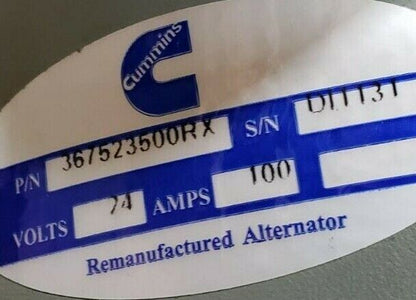 Cummins
P/N 367523500RX S/N
VOLTS 24 AMPS 100
Remanufactured Alternator